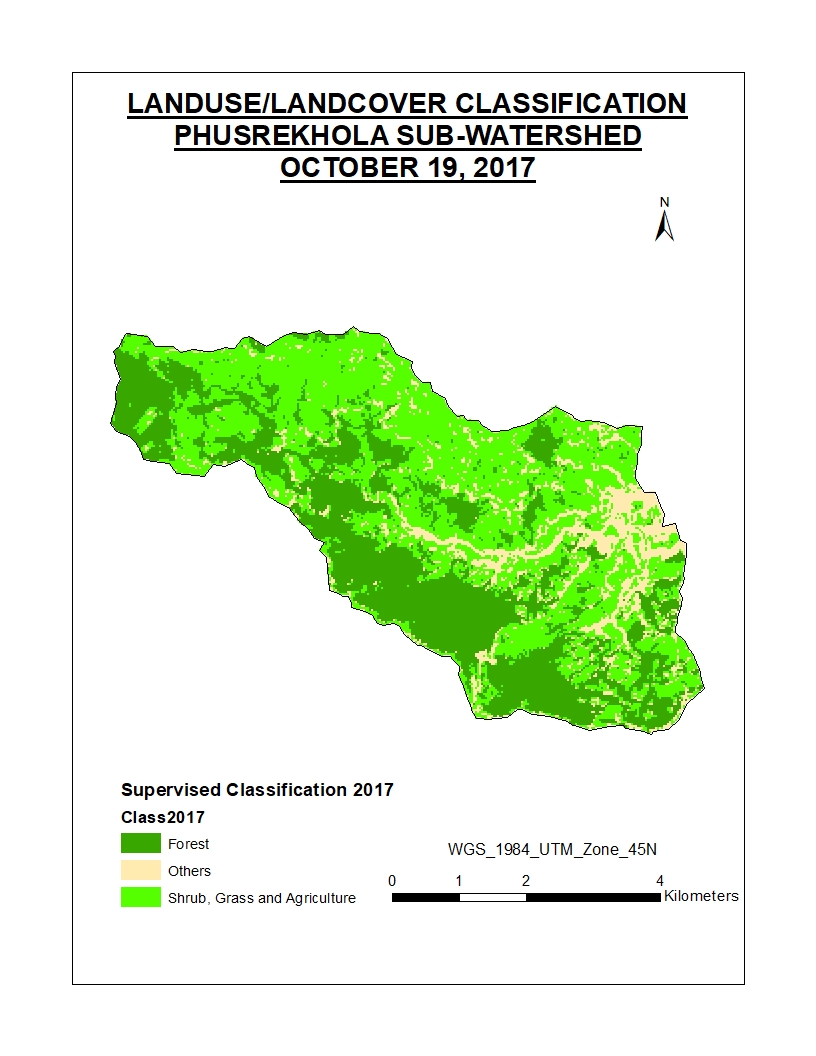 LANDUSE/LANDCOVER CLASSIFICATION
PHUSREKHOLA SUB-WATERSHED
OCTOBER 19, 2017
N
Supervised Classification 2017
Class2017
Forest
Others
Shrub, Grass and Agriculture
WGS_1984_UTM_Zone_45N
0 1 2 4
Kilometers